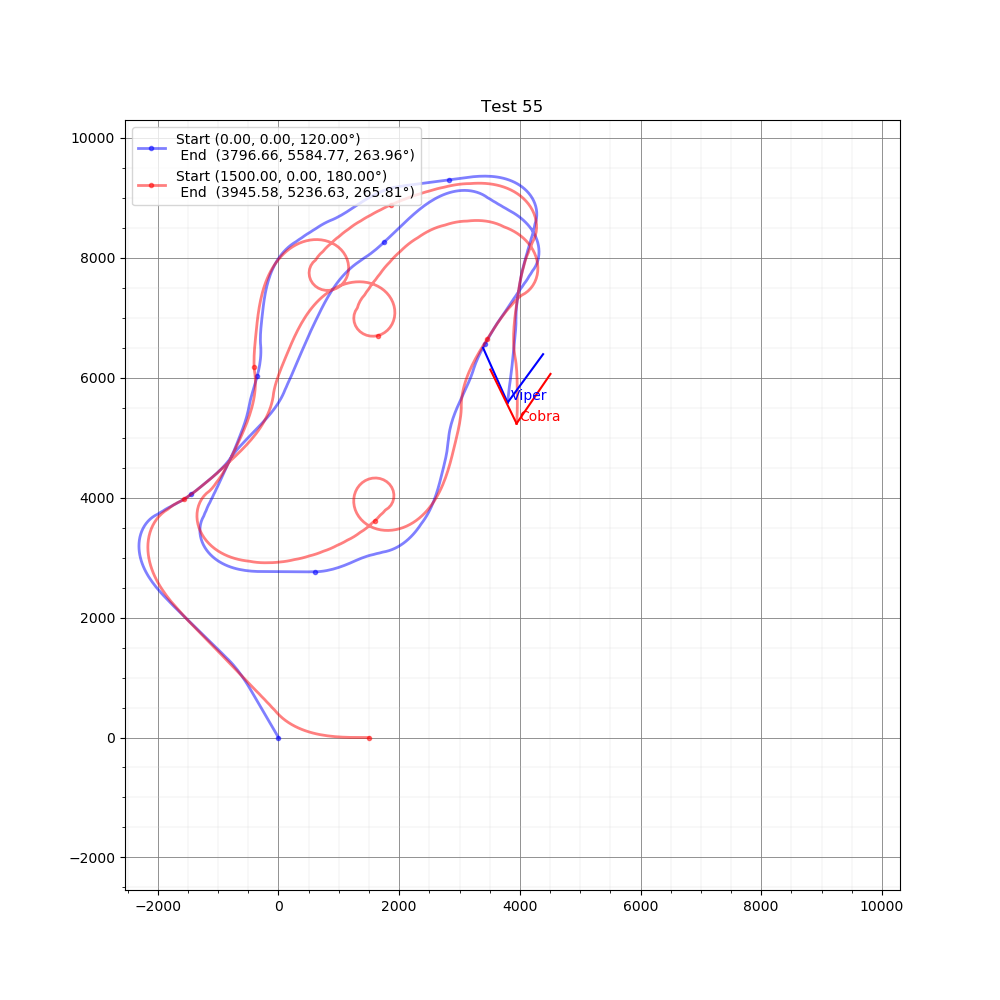 Test 55
Start (0.00, 0.00, 120.00°)
End  (3796.66, 5584.77, 263.96°)
Start (1500.00, 0.00, 180.00°)
End  (3945.58, 5236.63, 265.81°)
10000
8000
6000
4000
2000
0
−2000
Viper
Cobra
−2000 0 2000 4000 6000 8000 10000